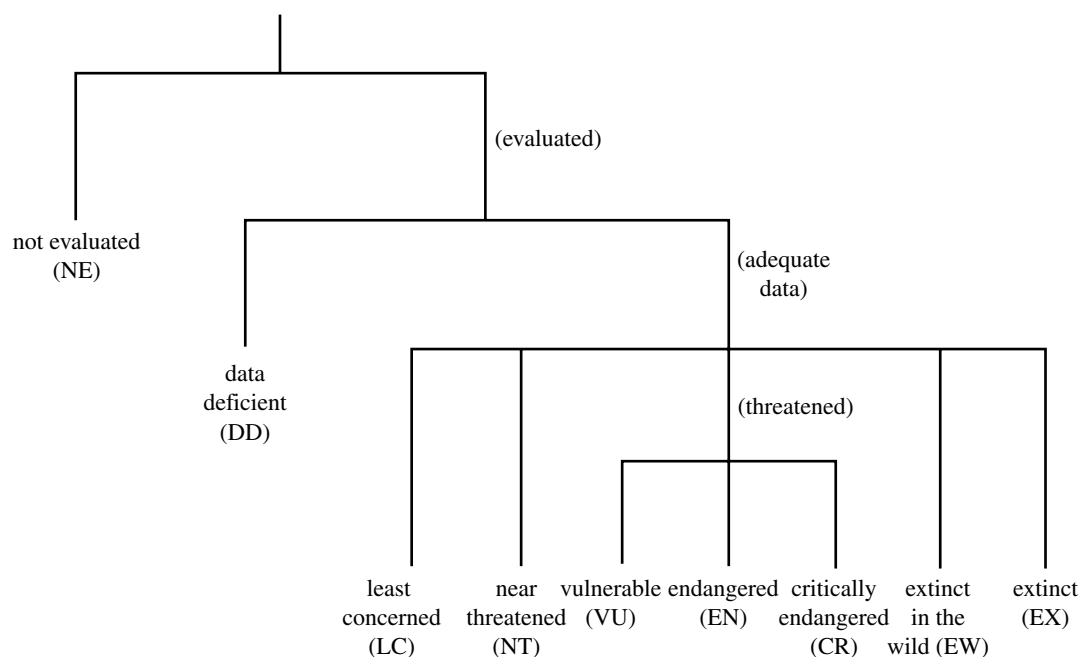 (evaluated)
not evaluated
(NE)
(adequate
data)
data
deficient
(DD)
(threatened)
least
concerned
(LC)
near
threatened
(NT)
vulnerable
(VU)
endangered
(EN)
critically
endangered
(CR)
extinct
in the
wild (EW)
extinct
(EX)